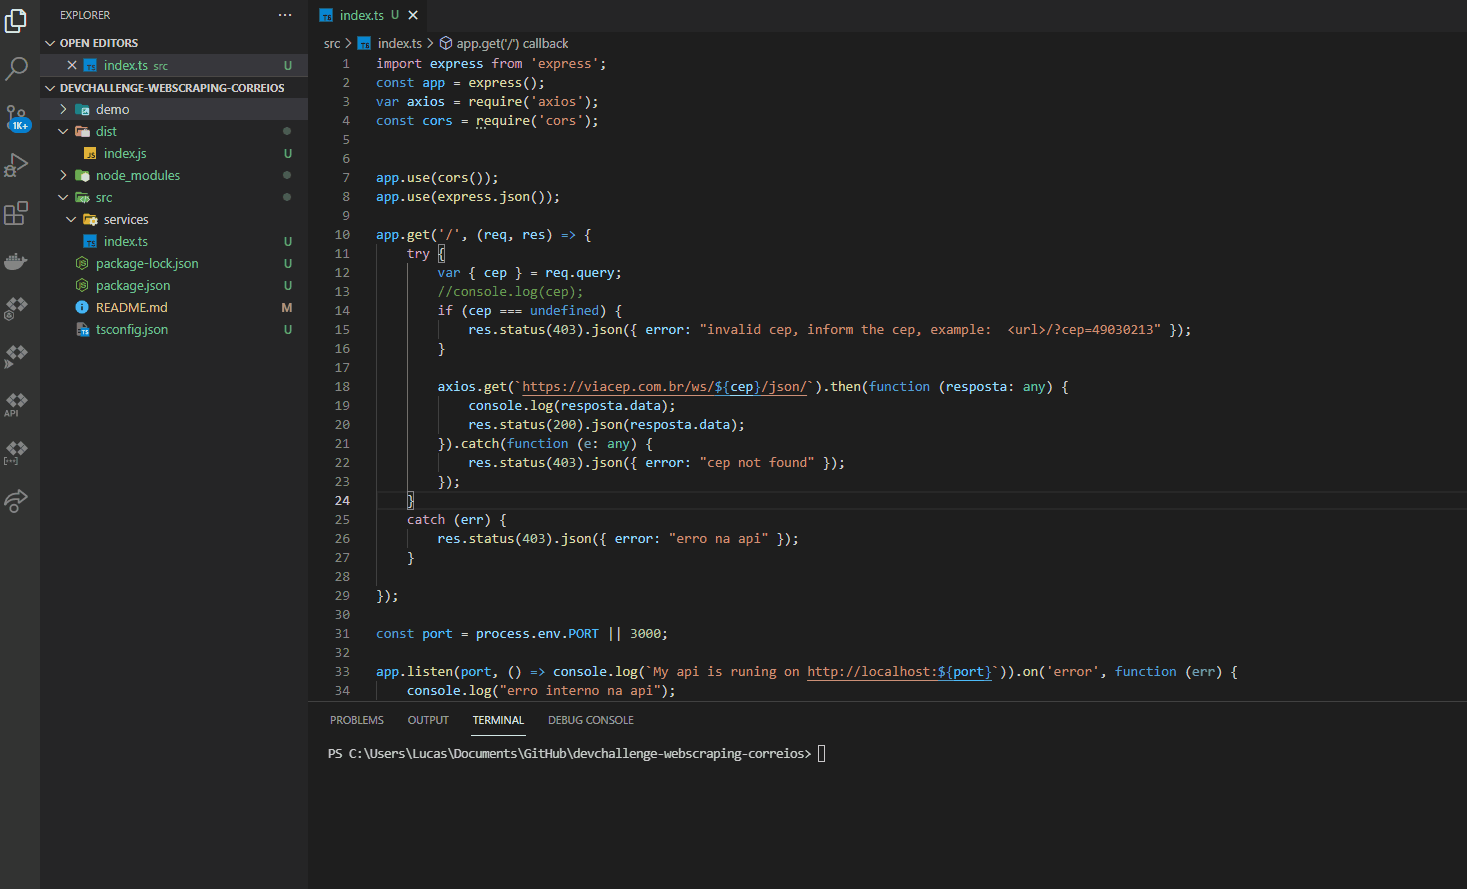 EXPLORER ...
OPEN EDITORS
index.ts src U
DEVCHALLENGE-WEBSCRAPING-CORREIOS
demo
dist
index.js U
node_modules
src
services
index.ts U
package-lock.json U
package.json U
README.md M
tsconfig.json U
1K+
API
index.ts U
src > index.ts > app.get('/') callback
1 import express from 'express';
2 const app = express();
3 var axios = require('axios');
4 const cors = require('cors');
5
6
7 app.use(cors());
8 app.use(express.json());
9
10 app.get('/', (req, res) => {
11 try {
12 var { cep } = req.query;
13 //console.log(cep);
14 if (cep === undefined) {
15 res.status(403).json({ error: "invalid cep, inform the cep, example:  <url>/?cep=49030213" });
16 }
17
18 axios.get(`https://viacep.com.br/ws/${cep}/json/`).then(function (resposta: any) {
19 console.log(resposta.data);
20 res.status(200).json(resposta.data);
21 }).catch(function (e: any) {
22 res.status(403).json({ error: "cep not found" });
23 });
24 }
25 catch (err) {
26 res.status(403).json({ error: "erro na api" });
27 }
28
29 });
30
31 const port = process.env.PORT || 3000;
32
33 app.listen(port, () => console.log(`My api is runing on http://localhost:${port}`)).on('error', function (err) {
34 console.log("erro interno na api");
PROBLEMS OUTPUT TERMINAL DEBUG CONSOLE
PS C:\Users\Lucas\Documents\GitHub\devchallenge-webscraping-correios>